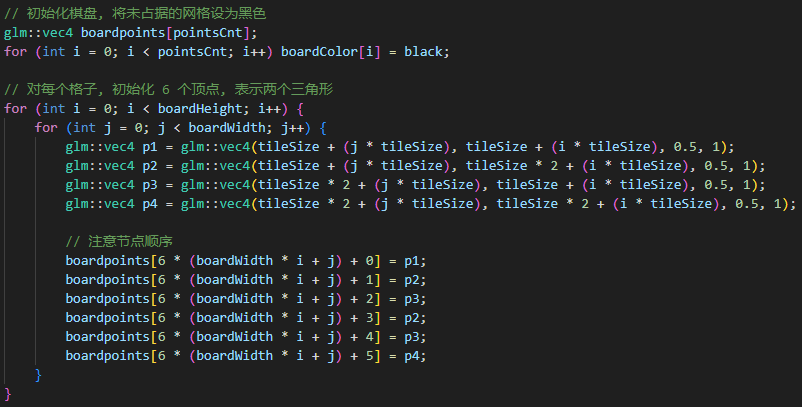 // 初始化棋盘, 将未占据的网格设为黑色
glm::vec4 boardpoints[pointsCnt];
for (int i = 0; i < pointsCnt; i++) boardColor[i] = black;
// 对每个格子, 初始化 6 个顶点, 表示两个三角形
for (int i = 0; i < boardHeight; i++) {
for (int j = 0; j < boardWidth; j++) {
glm::vec4 p1 = glm::vec4(tileSize + (j * tileSize), tileSize + (i * tileSize), 0.5, 1);
glm::vec4 p2 = glm::vec4(tileSize + (j * tileSize), tileSize * 2 + (i * tileSize), 0.5, 1);
glm::vec4 p3 = glm::vec4(tileSize * 2 + (j * tileSize), tileSize + (i * tileSize), 0.5, 1);
glm::vec4 p4 = glm::vec4(tileSize * 2 + (j * tileSize), tileSize * 2 + (i * tileSize), 0.5, 1);
// 注意节点顺序
boardpoints[6 * (boardWidth * i + j) + 0] = p1;
boardpoints[6 * (boardWidth * i + j) + 1] = p2;
boardpoints[6 * (boardWidth * i + j) + 2] = p3;
boardpoints[6 * (boardWidth * i + j) + 3] = p2;
boardpoints[6 * (boardWidth * i + j) + 4] = p3;
boardpoints[6 * (boardWidth * i + j) + 5] = p4;
}
}